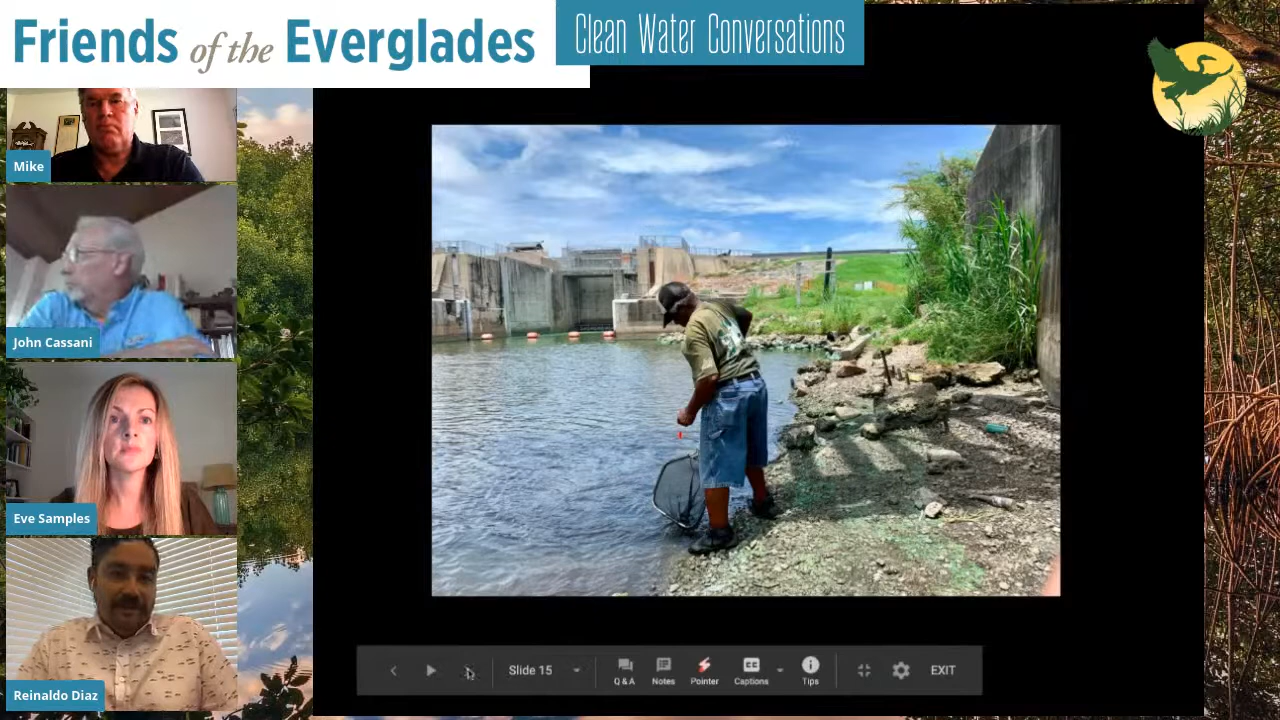 Friends of the Everglades
Clean Water Conversations
Mike
John Cassani
Eve Samples
Reinaldo Diaz
Slide 15
Q & A
Notes
Pointer
CC
Captions
Tips
EXIT